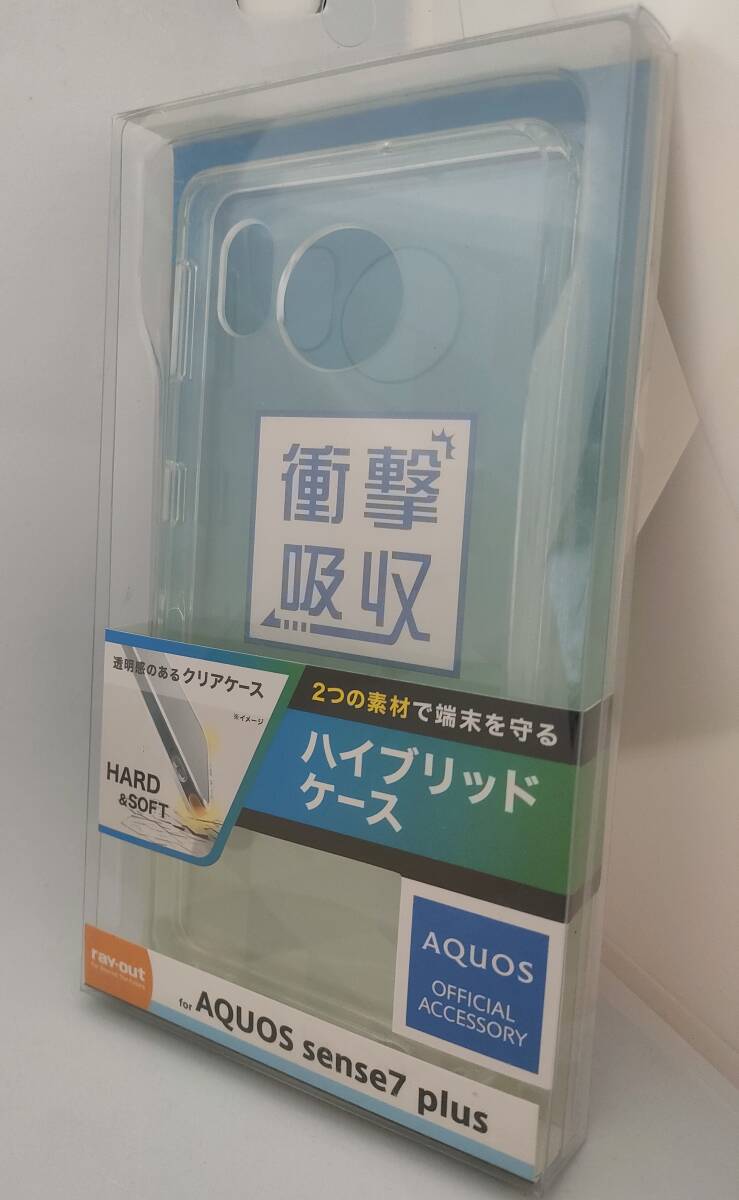 衝撃
吸収
透明感のあるクリアケース
※イメージ
HARD
&SOFT
2つの素材で端末を守る
ハイブリッド
ケース
AQUOS
OFFICIAL
ACCESSORY
ray-out
for AQUOS sense7 plus